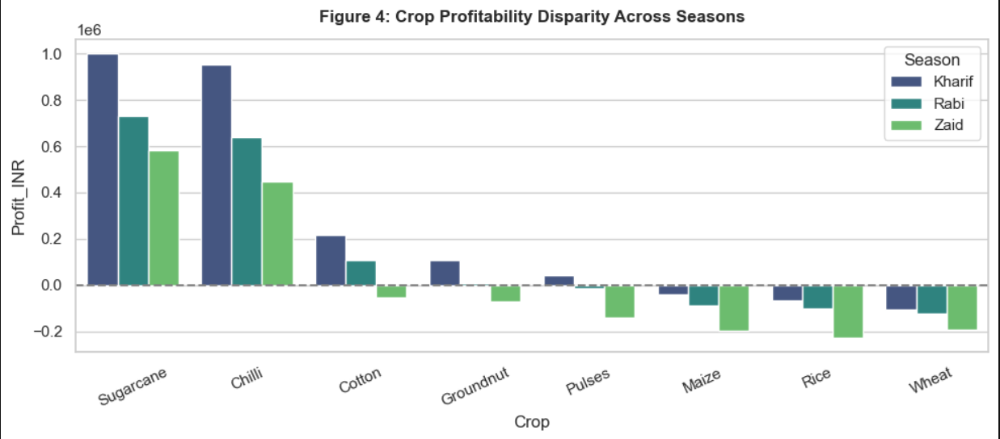 Figure 4: Crop Profitability Disparity Across Seasons
1e6
Season
Kharif
Rabi
Zaid
Profit_INR
1.0
0.8
0.6
0.4
0.2
0.0
−0.2
Sugarcane
Chilli
Cotton
Groundnut
Pulses
Maize
Rice
Wheat
Crop